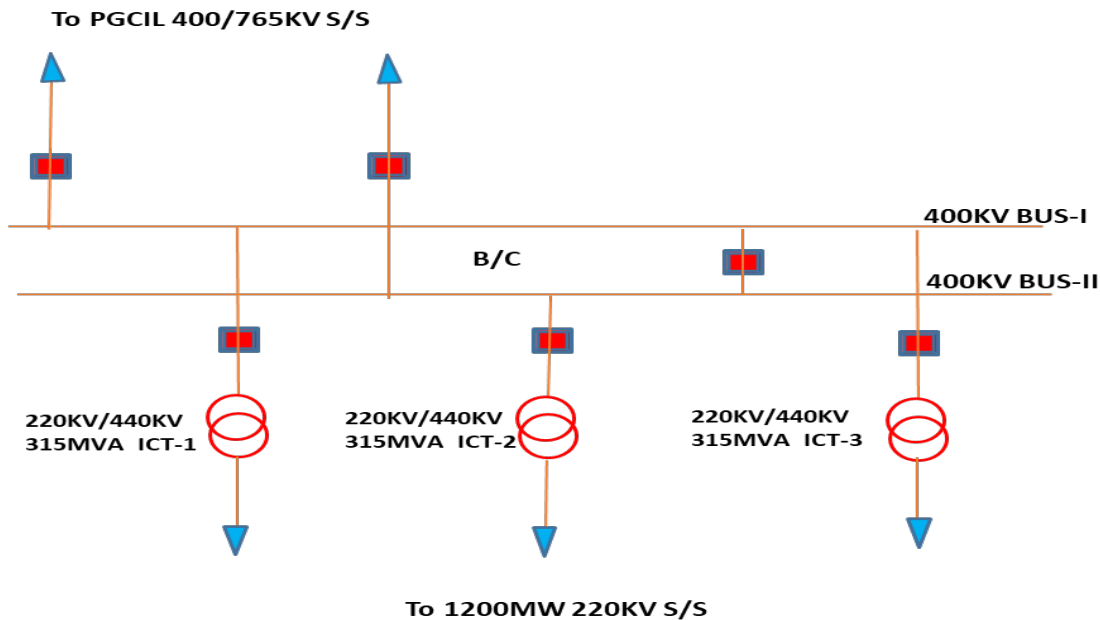 To PGCIL 400/765KV S/S
400KV BUS-I
B/C
400KV BUS-II
220KV/440KV
315MVA ICT-1
220KV/440KV
315MVA ICT-2
220KV/440KV
315MVA ICT-3
To 1200MW 220KV S/S